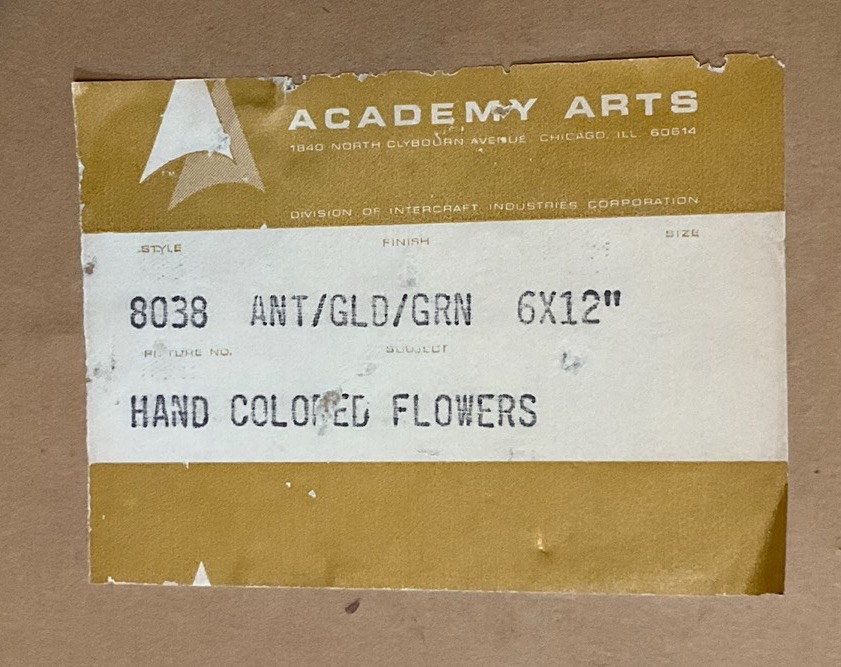 ACADEMY ARTS
1840 NORTH CLYBOURN AVENUE, CHICAGO, ILL. 60614
TM
DIVISION OF INTERCRAFT INDUSTRIES CORPORATION
STYLE FINISH SIZE
8038 ANT/GLD/GRN 6X12"
PICTURE NO. SUBJECT
HAND COLORED FLOWERS